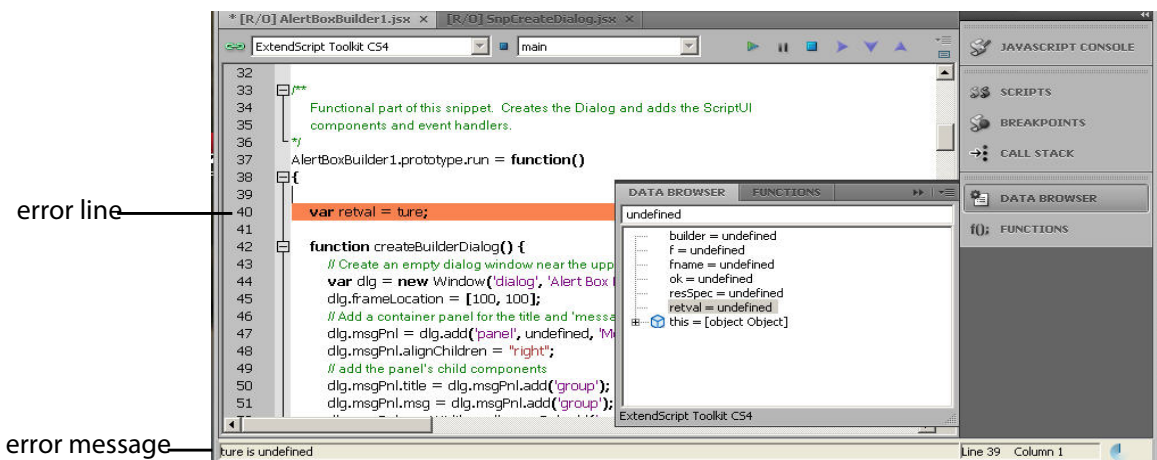 * [R/O] AlertBoxBuilder1.jsx × [R/O] SnpCreateDialog.jsx ×
ExtendScript Toolkit CS4 main
32
33 /**
34 Functional part of this snippet. Creates the Dialog and adds the ScriptUI
35 components and event handlers.
36 */
37 AlertBoxBuilder1.prototype.run = function()
38 {
39
40 var retval = ture;
41
42 function createBuilderDialog() {
43 // Create an empty dialog window near the upp
44 var dlg = new Window('dialog', 'Alert Box
45 dlg.frameLocation = [100, 100];
46 // Add a container panel for the title and 'messa
47 dlg.msgPnl = dlg.add('panel', undefined, 'M
48 dlg.msgPnl.alignChildren = "right";
49 // add the panel's child components
50 dlg.msgPnl.title = dlg.msgPnl.add('group');
51 dlg.msgPnl.msg = dlg.msgPnl.add('group');
error line
error message
DATA BROWSER FUNCTIONS
undefined
builder = undefined
f = undefined
fname = undefined
ok = undefined
resSpec = undefined
retval = undefined
this = [object Object]
ExtendScript Toolkit CS4
JAVASCRIPT CONSOLE
SCRIPTS
BREAKPOINTS
CALL STACK
DATA BROWSER
f(); FUNCTIONS
ture is undefined
Line 39 Column 1